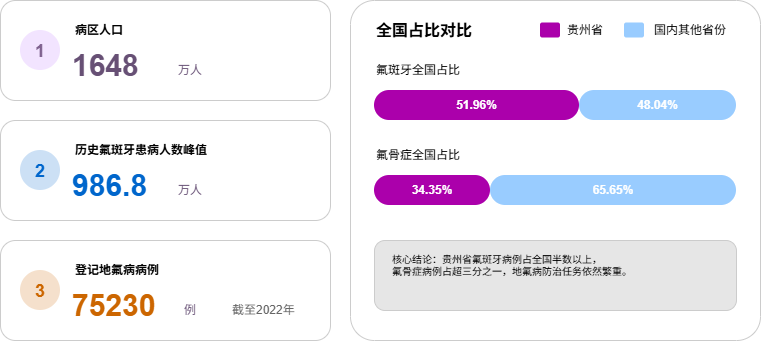 1
病区人口
1648 万人
2
历史氟斑牙患病人数峰值
986.8 万人
3
登记地氟病病例
75230 例 截至2022年
全国占比对比
贵州省 国内其他省份
氟斑牙全国占比
51.96% 48.04%
氟骨症全国占比
34.35% 65.65%
核心结论：贵州省氟斑牙病例占全国半数以上，
氟骨症病例占超三分之一，地氟病防治任务依然繁重。